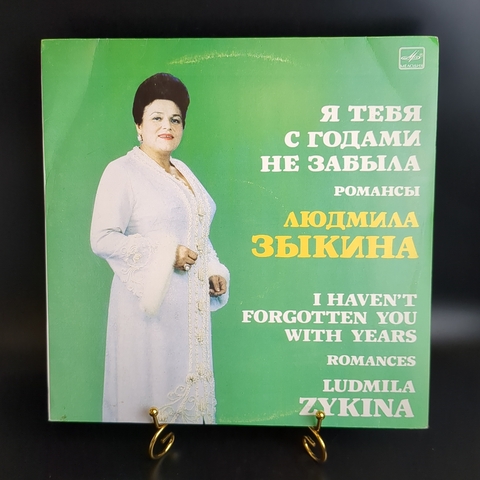 Я ТЕБЯ
С ГОДАМИ
НЕ ЗАБЫЛА
РОМАНСЫ
ЛЮДМИЛА
ЗЫКИНА
I HAVEN'T
FORGOTTEN YOU
WITH YEARS
ROMANCES
LUDMILA
ZYKINA